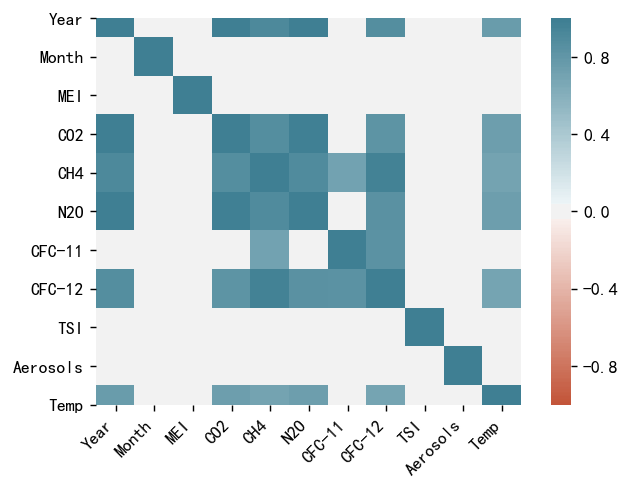 Year
Month
MEI
CO2
CH4
N2O
CFC-11
CFC-12
TSI
Aerosols
Temp
Year
Month
MEI
CO2
CH4
N2O
CFC-11
CFC-12
TSI
Aerosols
Temp
0.8
0.4
0.0
−0.4
−0.8